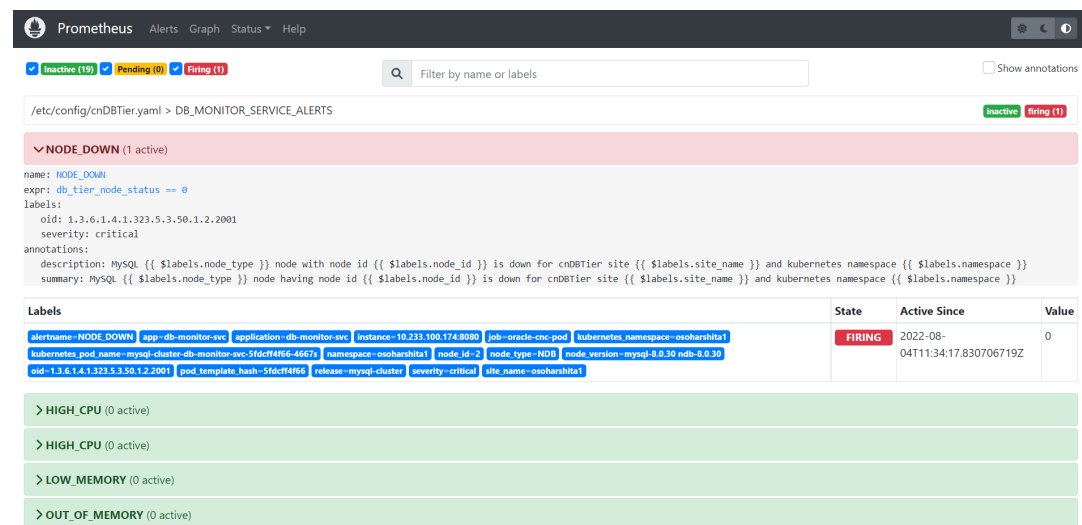 Prometheus Alerts Graph Status Help
Inactive (19) Pending (0) Firing (1)
Filter by name or labels
Show annotations
/etc/config/cnDBTier.yaml > DB_MONITOR_SERVICE_ALERTS
inactive firing (1)
NODE_DOWN (1 active)
name: NODE_DOWN
expr: db_tier_node_status == 0
labels:
oid: 1.3.6.1.4.1.323.5.3.50.1.2.2001
severity: critical
annotations:
description: MySQL {{ $labels.node_type }} node with node id {{ $labels.node_id }} is down for cnDBTier site {{ $labels.site_name }} and kubernetes namespace {{ $labels.namespace }}
summary: MySQL {{ $labels.node_type }} node having node id {{ $labels.node_id }} is down for cnDBTier site {{ $labels.site_name }} and kubernetes namespace {{ $labels.namespace }}
Labels State Active Since Value
alertname=NODE_DOWN app=db-monitor-svc application=db-monitor-svc instance=10.233.100.174:8080 job=oracle-cnc-pod kubernetes_namespace=osoharshita1
kubernetes_pod_name=mysql-cluster-db-monitor-svc-5fdcff4f66-4667s namespace=osoharshita1 node_id=2 node_type=NDB node_version=mysql-8.0.30 ndb-8.0.30
oid=1.3.6.1.4.1.323.5.3.50.1.2.2001 pod_template_hash=5fdcff4f66 release=mysql-cluster severity=critical site_name=osoharshita1
FIRING
2022-08-
04T11:34:17.830706719Z
0
HIGH_CPU (0 active)
HIGH_CPU (0 active)
LOW_MEMORY (0 active)
OUT_OF_MEMORY (0 active)